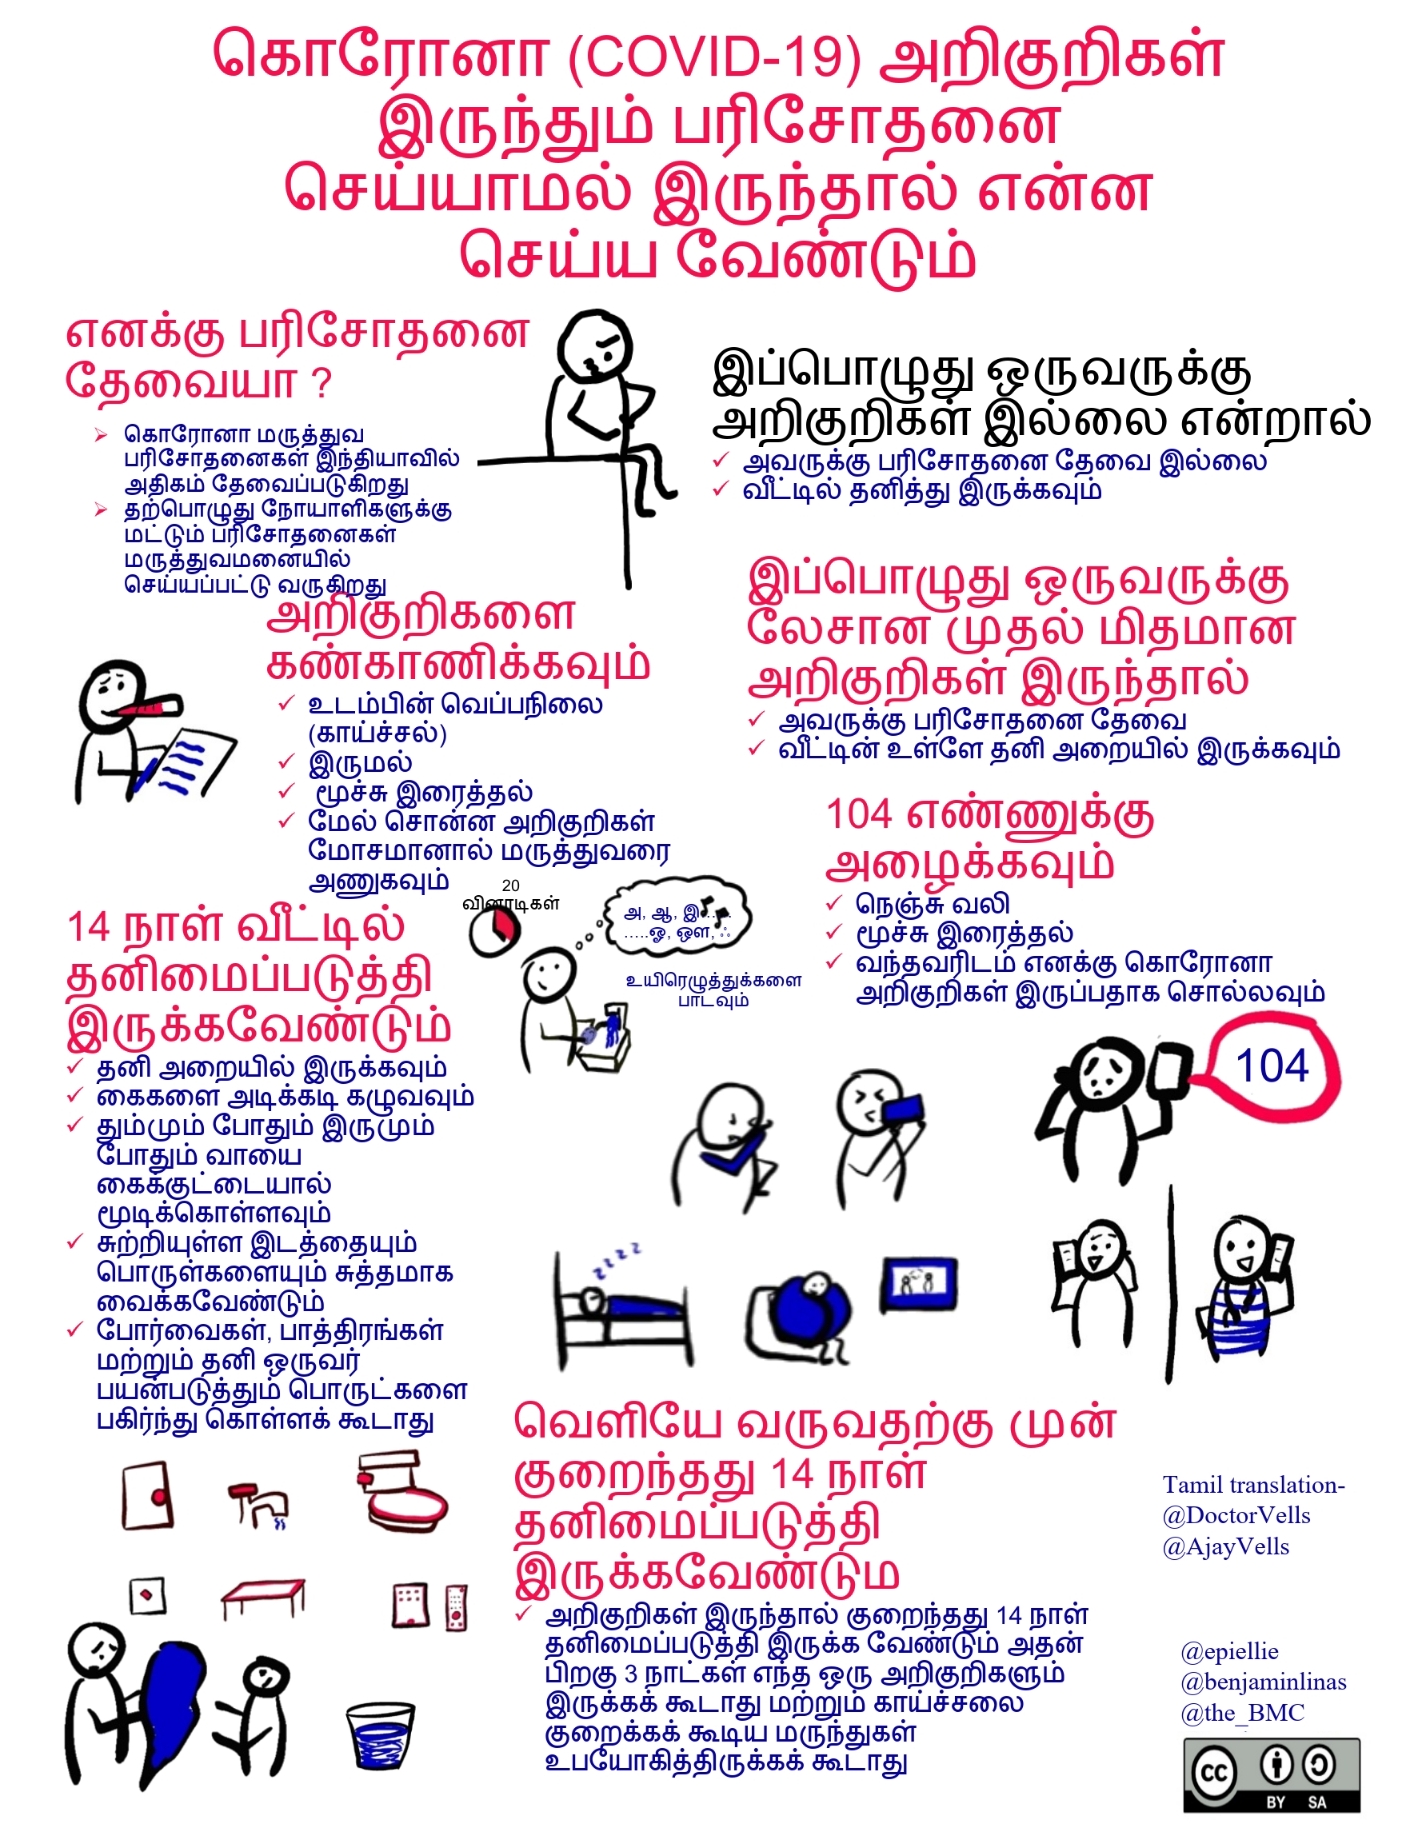 கொரோனா (COVID-19) அறிகுறிகள்
இருந்தும் பரிசோதனை
செய்யாமல் இருந்தால் என்ன
செய்ய வேண்டும்
எனக்கு பரிசோதனை
தேவையா ?
கொரோனா மருத்துவ
பரிசோதனைகள் இந்தியாவில்
அதிகம் தேவைப்படுகிறது
தற்பொழுது நோயாளிகளுக்கு
மட்டும் பரிசோதனைகள்
மருத்துவமனையில்
செய்யப்பட்டு வருகிறது
இப்பொழுது ஒருவருக்கு
அறிகுறிகள் இல்லை என்றால்
✓ அவருக்கு பரிசோதனை தேவை இல்லை
✓ வீட்டில் தனித்து இருக்கவும்
இப்பொழுது ஒருவருக்கு
லேசான முதல் மிதமான
அறிகுறிகள் இருந்தால்
✓ அவருக்கு பரிசோதனை தேவை
✓ வீட்டின் உள்ளே தனி அறையில் இருக்கவும்
அறிகுறிகளை
கண்காணிக்கவும்
✓ உடம்பின் வெப்பநிலை
(காய்ச்சல்)
✓ இருமல்
✓ மூச்சு இரைத்தல்
✓ மேல் சொன்ன அறிகுறிகள்
மோசமானால் மருத்துவரை
அணுகவும்
104 எண்ணுக்கு
அழைக்கவும்
✓ நெஞ்சு வலி
✓ மூச்சு இரைத்தல்
✓ வந்தவரிடம் எனக்கு கொரோனா
அறிகுறிகள் இருப்பதாக சொல்லவும்
104
20
வினாடிகள்
அ, ஆ, இ……
…..ஓ, ஔ, ஃ
உயிரெழுத்துக்களை
பாடவும்
14 நாள் வீட்டில்
தனிமைப்படுத்தி
இருக்கவேண்டும்
✓ தனி அறையில் இருக்கவும்
✓ கைகளை அடிக்கடி கழுவவும்
✓ தும்மும் போதும் இருமும்
போதும் வாயை
கைக்குட்டையால்
மூடிக்கொள்ளவும்
✓ சுற்றியுள்ள இடத்தையும்
பொருள்களையும் சுத்தமாக
வைக்கவேண்டும்
✓ போர்வைகள், பாத்திரங்கள்
மற்றும் தனி ஒருவர்
பயன்படுத்தும் பொருட்களை
பகிர்ந்து கொள்ளக் கூடாது
zzzz
வெளியே வருவதற்கு முன்
குறைந்தது 14 நாள்
தனிமைப்படுத்தி
இருக்கவேண்டும
✓ அறிகுறிகள் இருந்தால் குறைந்தது 14 நாள்
தனிமைப்படுத்தி இருக்க வேண்டும் அதன்
பிறகு 3 நாட்கள் எந்த ஒரு அறிகுறிகளும்
இருக்கக் கூடாது மற்றும் காய்ச்சலை
குறைக்கக் கூடிய மருந்துகள்
உபயோகித்திருக்கக் கூடாது
Tamil translation-
@DoctorVells
@AjayVells
@epiellie
@benjaminlinas
@the_BMC
cc
BY SA